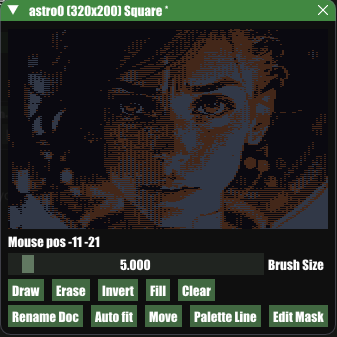 astro0 (320x200) Square *
Mouse pos -11 -21
5.000 Brush Size
Draw Erase Invert Fill Clear
Rename Doc Auto fit Move Palette Line Edit Mask